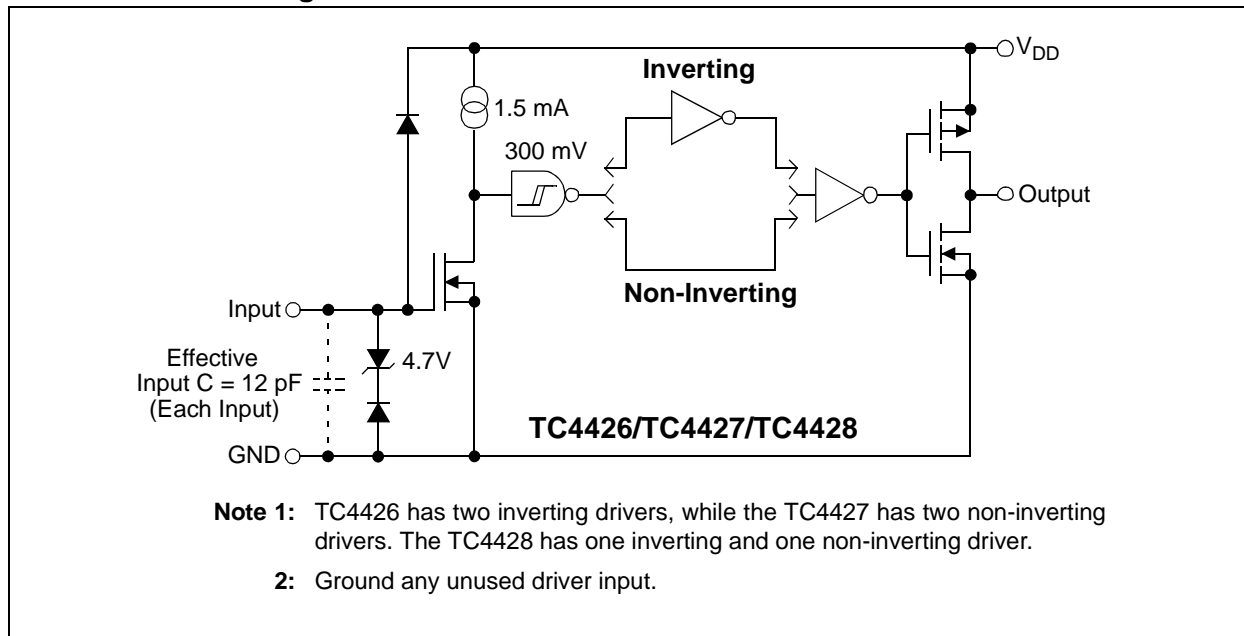 V_DD
Inverting
1.5 mA
300 mV
Output
Non-Inverting
Input
4.7V
Effective
Input C = 12 pF
(Each Input)
TC4426/TC4427/TC4428
GND
Note 1: TC4426 has two inverting drivers, while the TC4427 has two non-inverting
drivers. The TC4428 has one inverting and one non-inverting driver.
2: Ground any unused driver input.